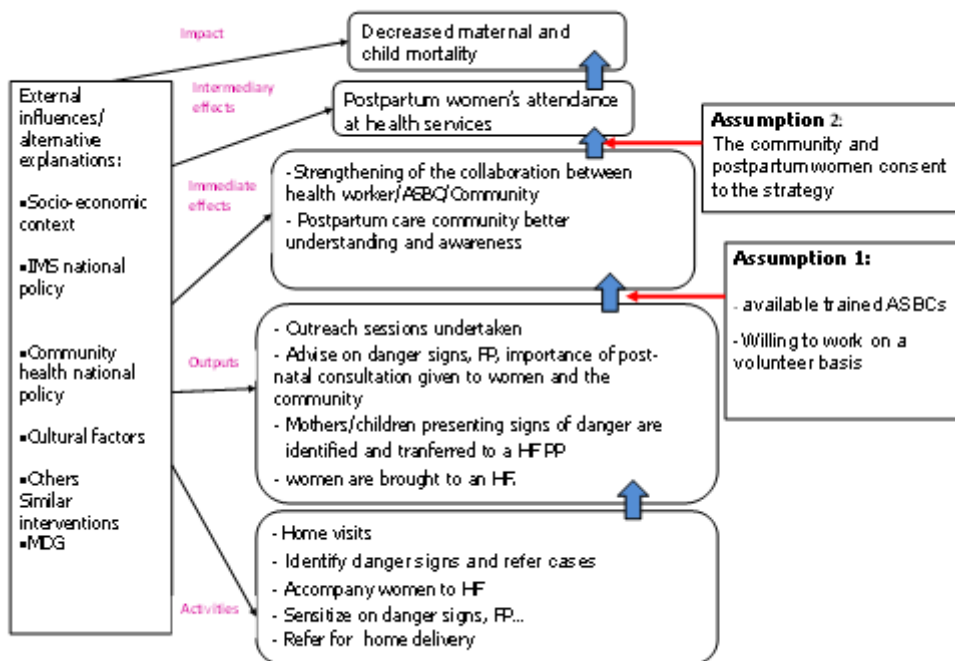 Impact
Decreased maternal and
child mortality
External
influences/
alternative
explanations:
▪Socio-economic
context
▪IMS national
policy
▪Community
health national
policy
▪Cultural factors
▪Others
Similar
interventions
▪MDG
Intermediary
effects
Postpartum women's attendance
at health services
Assumption 2:
The community and
postpartum women consent
to the strategy
Immediate
effects
- Strengthening of the collaboration between
health worker/ASBC/Community
- Postpartum care community better
understanding and awareness
Assumption 1:
- available trained ASBCs
- Willing to work on a
volunteer basis
Outputs
- Outreach sessions undertaken
- Advise on danger signs, FP, importance of post-
natal consultation given to women and the
community
- Mothers/children presenting signs of danger are
identified and tranferred to a HF PP
- women are brought to an HF.
Activities
- Home visits
- Identify danger signs and refer cases
- Accompany women to HF
- Sensitize on danger signs, FP...
- Refer for home delivery